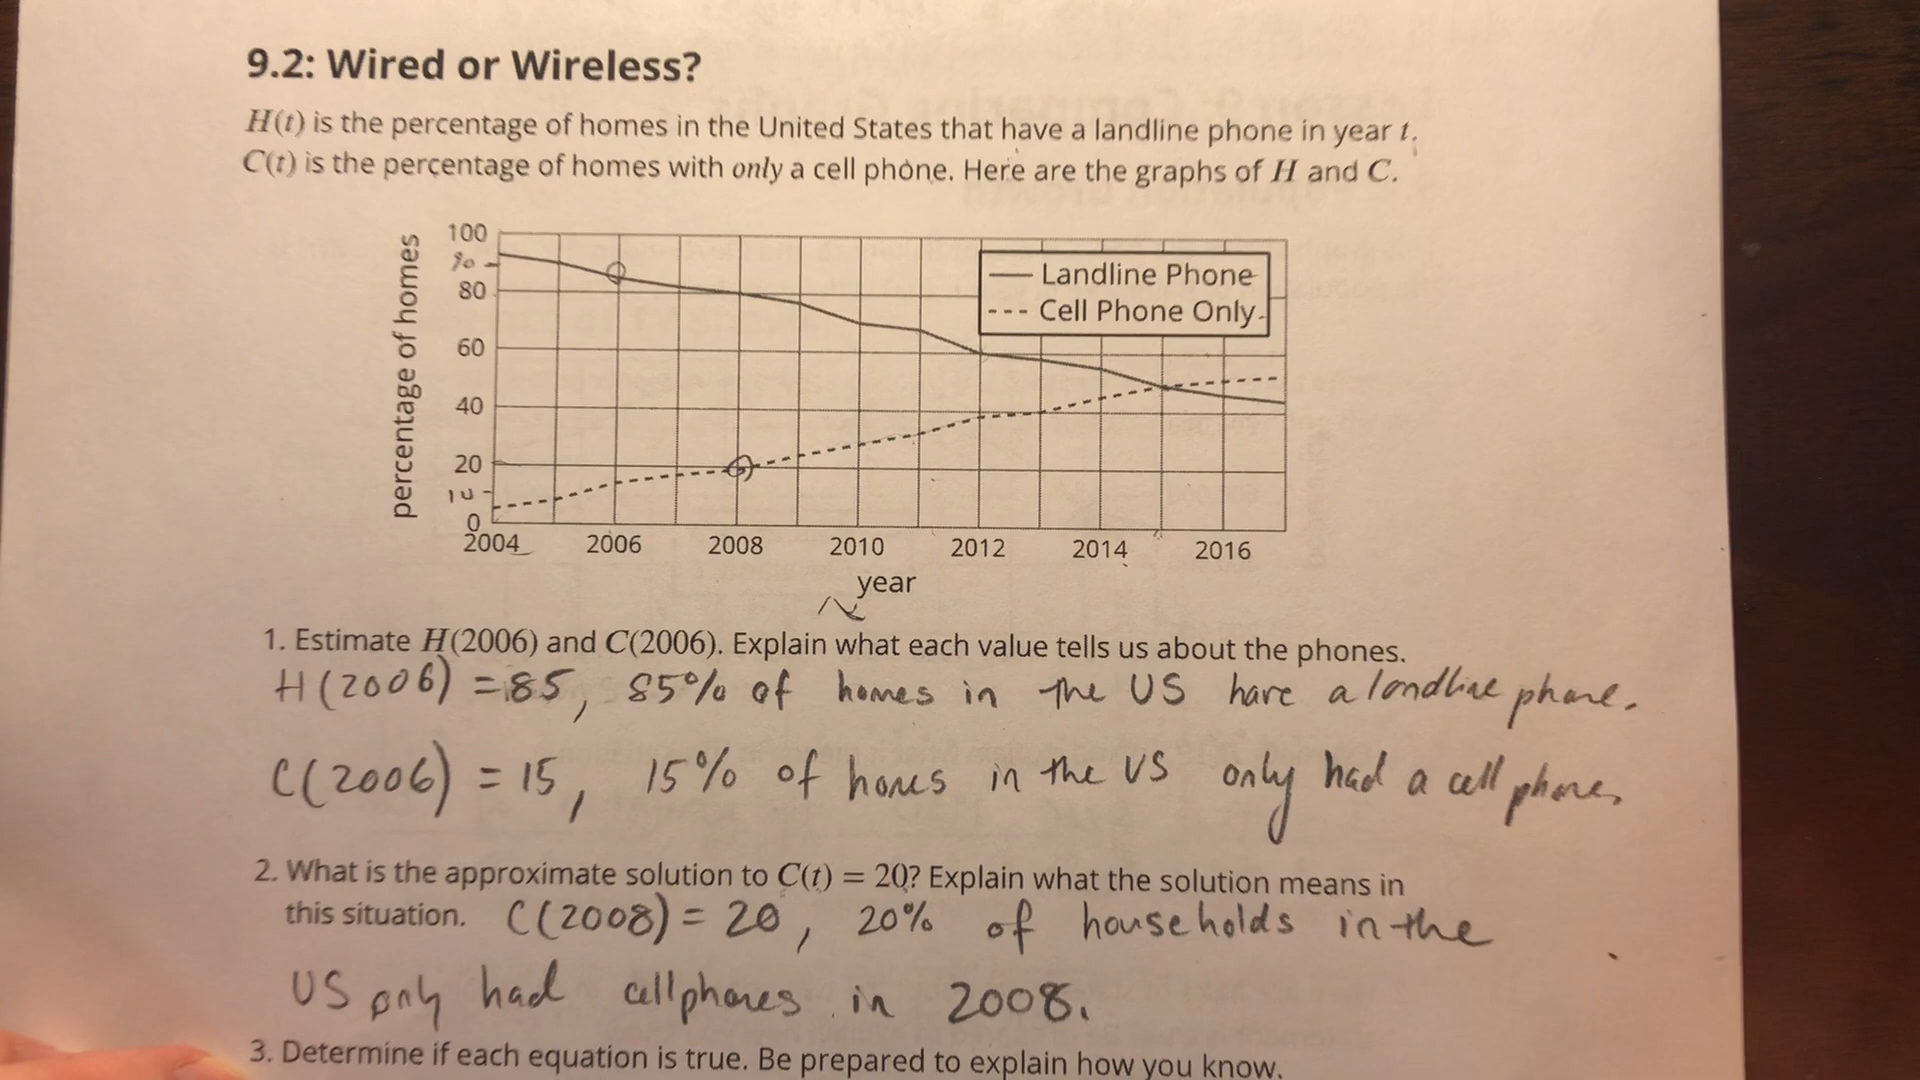 9.2: Wired or Wireless?
H(t) is the percentage of homes in the United States that have a landline phone in year t.
C(t) is the percentage of homes with only a cell phone. Here are the graphs of H and C.
percentage of homes
100
90
80
60
40
20
10
0
Landline Phone
Cell Phone Only
2004 2006 2008 2010 2012 2014 2016
year
1. Estimate H(2006) and C(2006). Explain what each value tells us about the phones.
H(2006) = 85, 85% of homes in the US have a landline phone.
C(2006) = 15, 15% of homes in the US only had a cell phone.
2. What is the approximate solution to C(t) = 20? Explain what the solution means in
this situation. C(2008) = 20, 20% of households in the
US only had cellphones in 2008.
3. Determine if each equation is true. Be prepared to explain how you know.